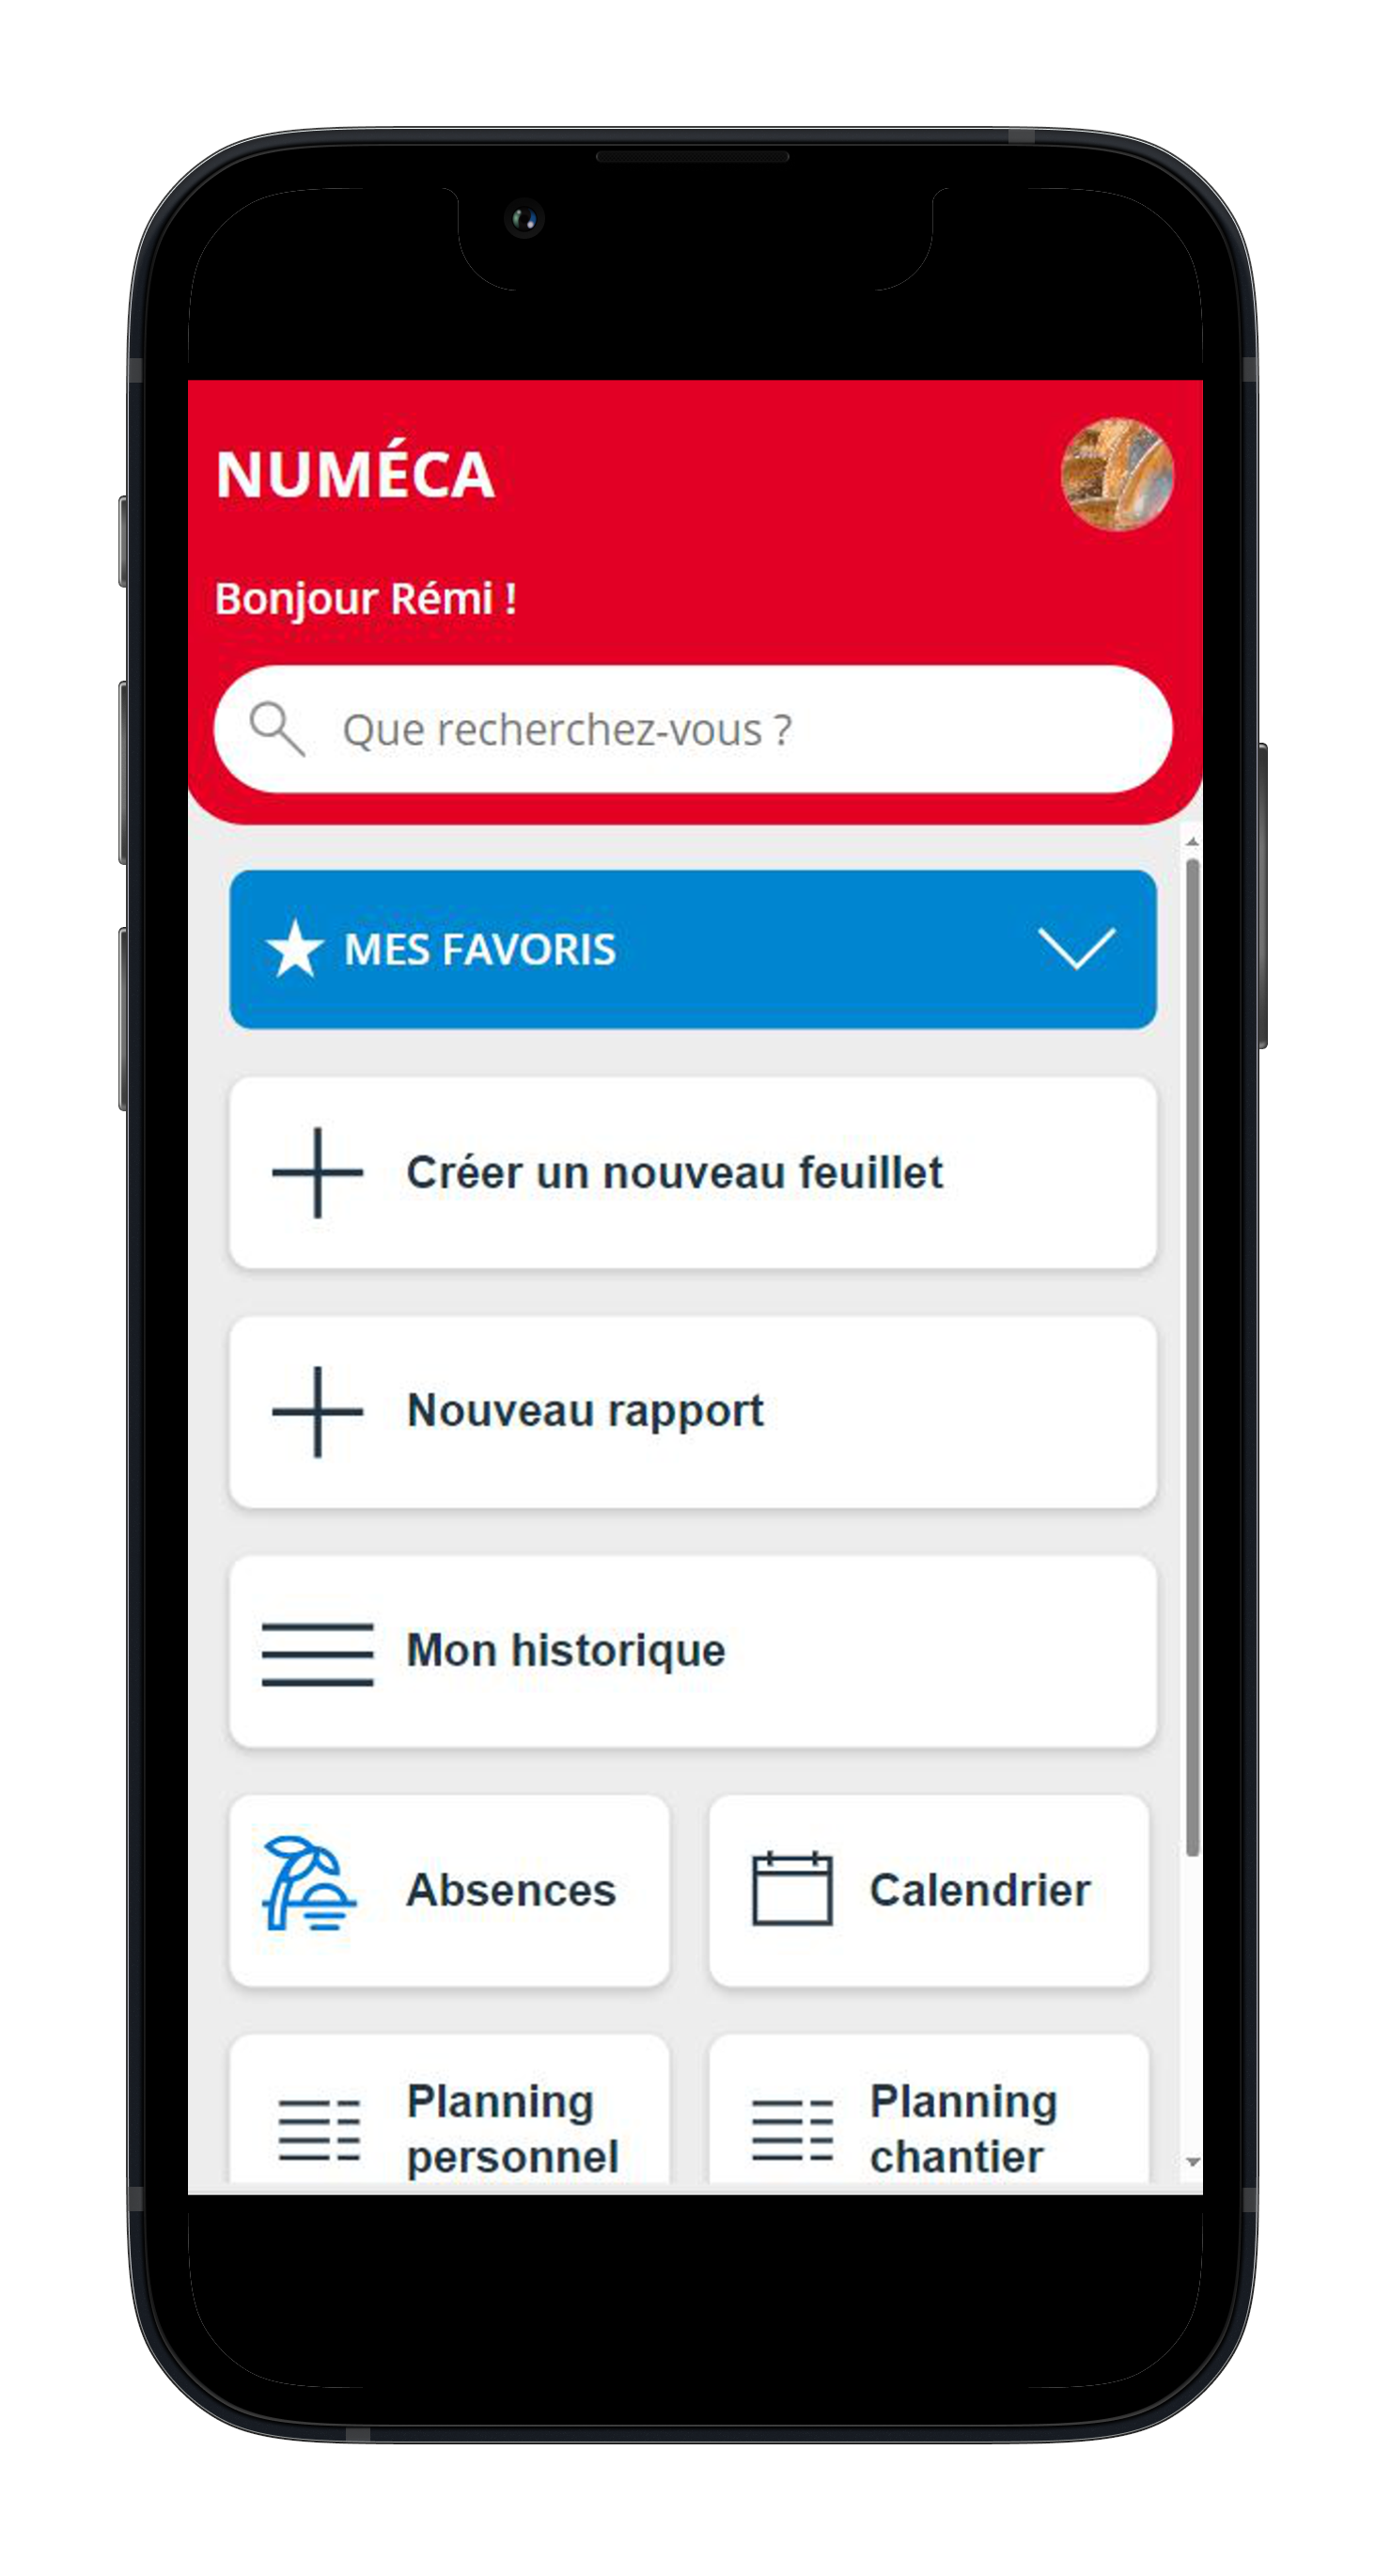 NUMÉCA
Bonjour Rémi !
Que recherchez-vous ?
MES FAVORIS
Créer un nouveau feuillet
Nouveau rapport
Mon historique
Absences
Calendrier
Planning
personnel
Planning
chantier